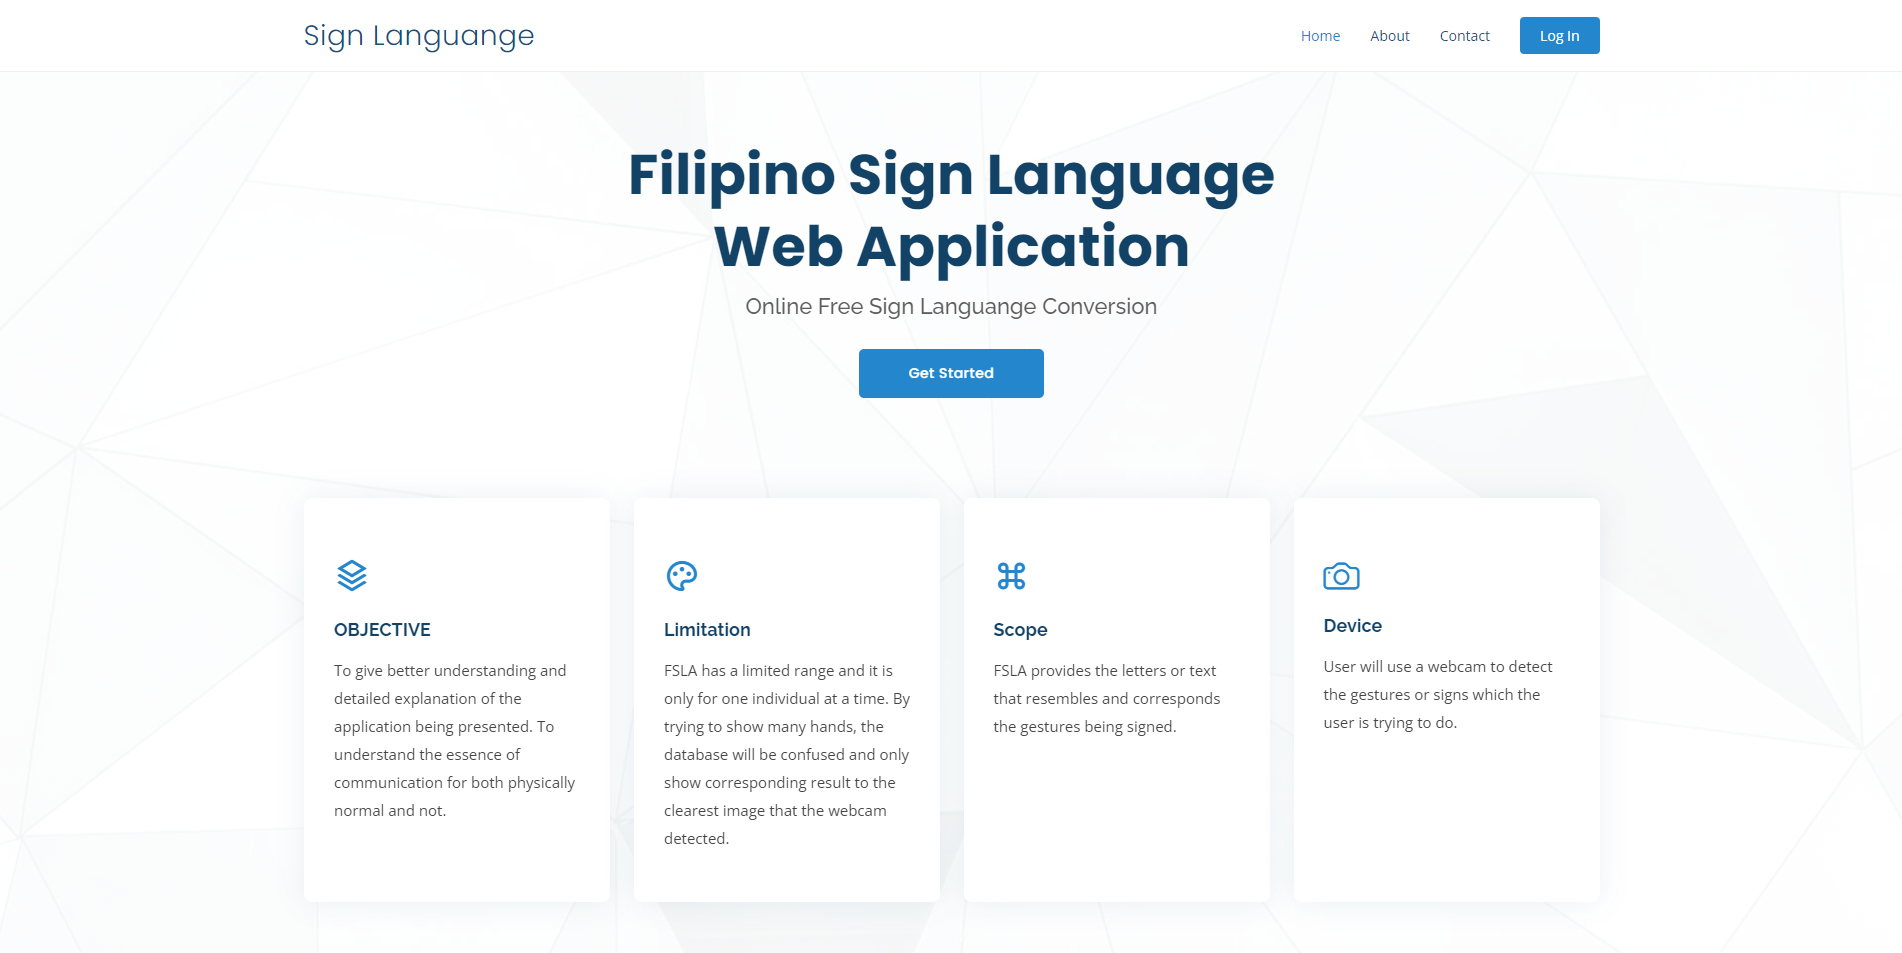 Sign Languange
Home
About
Contact
Log In
Filipino Sign Language
Web Application
Online Free Sign Languange Conversion
Get Started
OBJECTIVE
To give better understanding and
detailed explanation of the
application being presented. To
understand the essence of
communication for both physically
normal and not.
Limitation
FSLA has a limited range and it is
only for one individual at a time. By
trying to show many hands, the
database will be confused and only
show corresponding result to the
clearest image that the webcam
detected.
Scope
FSLA provides the letters or text
that resembles and corresponds
the gestures being signed.
Device
User will use a webcam to detect
the gestures or signs which the
user is trying to do.